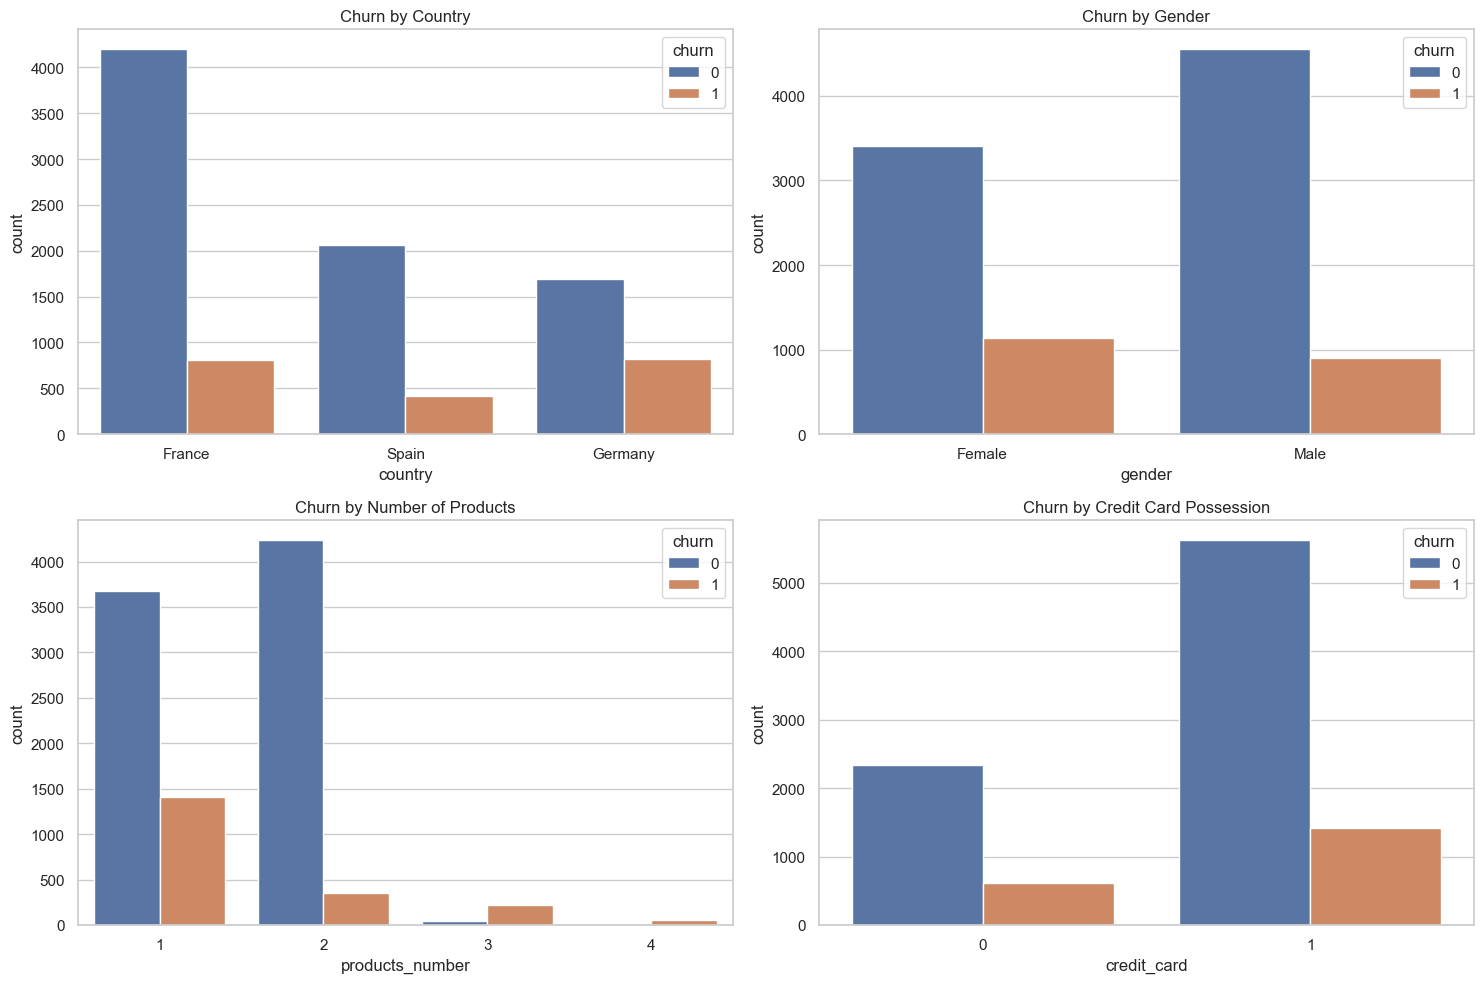 Churn by Country
churn
0
1
4000
3500
3000
2500
2000
1500
1000
500
0
count
France Spain Germany
country
Churn by Gender
churn
0
1
4000
3000
2000
1000
0
count
Female Male
gender
Churn by Number of Products
churn
0
1
4000
3500
3000
2500
2000
1500
1000
500
0
count
1 2 3 4
products_number
Churn by Credit Card Possession
churn
0
1
5000
4000
3000
2000
1000
0
count
0 1
credit_card